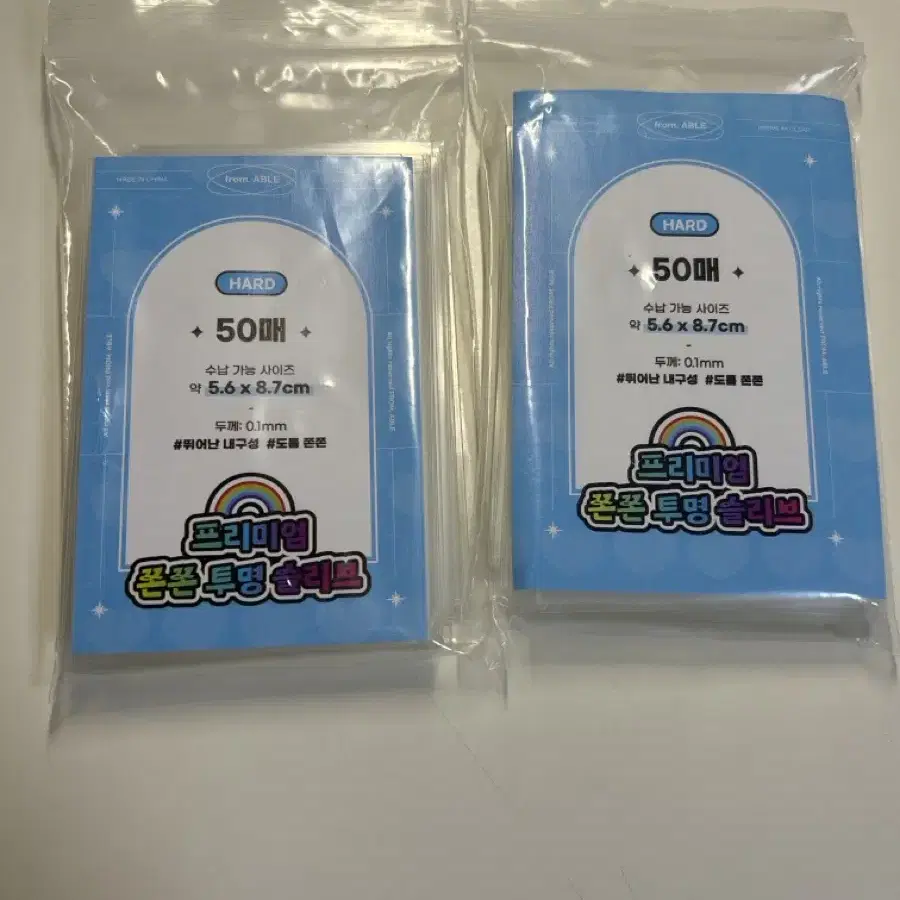 MADE IN CHINA
from. ABLE
HARD
50매
수납 가능 사이즈
약 5.6 x 8.7cm
-
두께: 0.1mm
#뛰어난 내구성 #도톰 쫀쫀
프리미엄
쫀쫀 투명 슬리브
from. ABLE
HARD
50매
수납 가능 사이즈
약 5.6 x 8.7cm
-
두께: 0.1mm
#뛰어난 내구성 #도톰 쫀쫀
프리미엄
쫀쫀 투명 슬리브